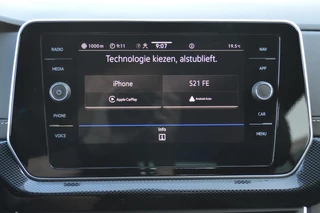 RADIO
MEDIA
PHONE
VOICE
1000m 9:11 9:07 19.5°c
Technologie kiezen, alstublieft.
iPhone S21 FE
Apple CarPlay Android Auto
Info
NAV
APP
CAR
MENU